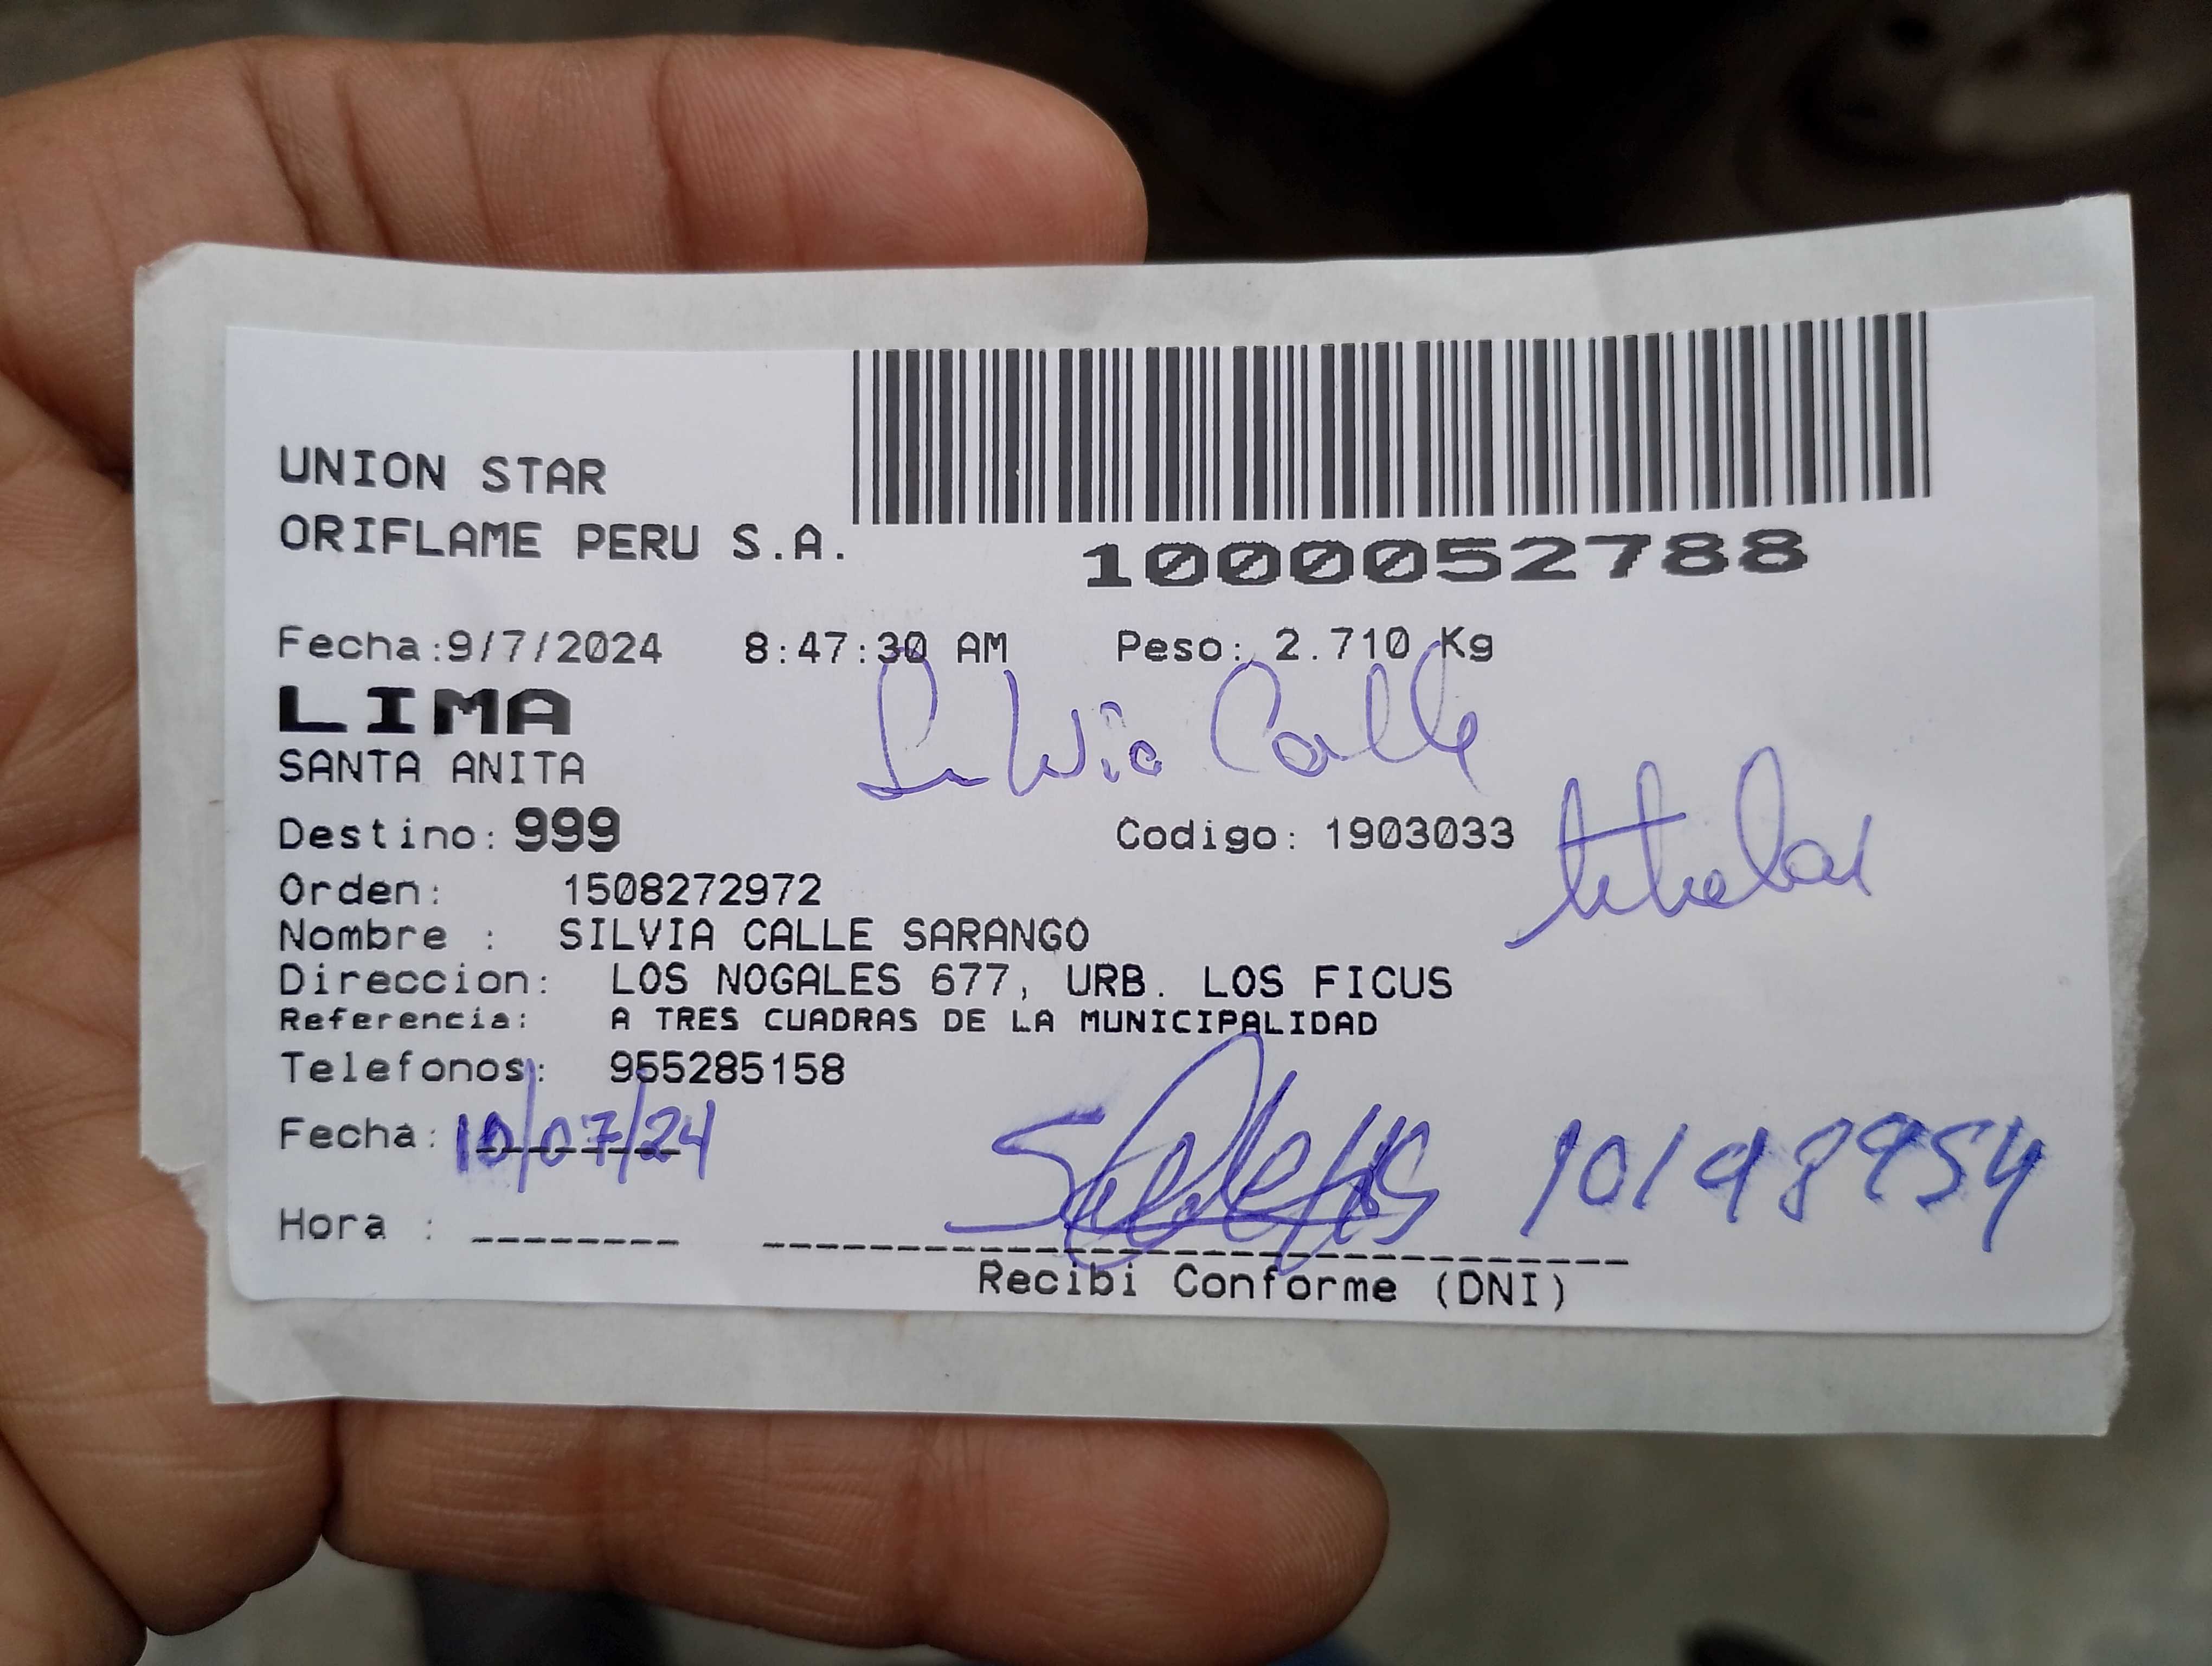 UNION STAR
ORIFLAME PERU S.A.
1000052788
Fecha:9/7/2024 8:47:30 AM Peso: 2.710 Kg
LIMA
Silvia Calle
SANTA ANITA
Destino: 999 Codigo: 1903033
titular
Orden: 1508272972
Nombre : SILVIA CALLE SARANGO
Direccion: LOS NOGALES 677, URB. LOS FICUS
Referencia: A TRES CUADRAS DE LA MUNICIPALIDAD
Telefonos: 955285158
Fecha: 10/07/24 10198954
Hora :
Recibi Conforme (DNI)